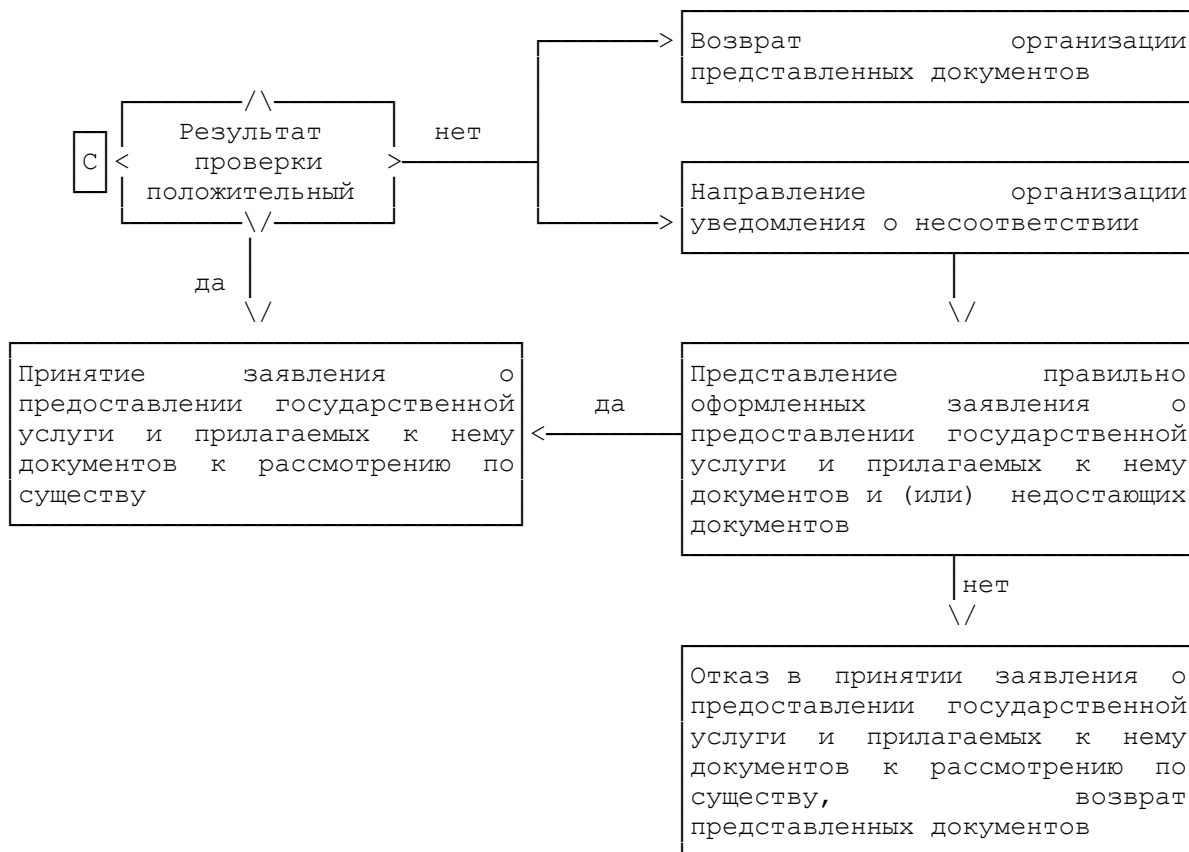 Возврат организации
представленных документов
Результат
проверки
положительный
С
нет
Направление организации
уведомления о несоответствии
да
Принятие заявления о
предоставлении государственной
услуги и прилагаемых к нему
документов к рассмотрению по
существу
да
Представление правильно
оформленных заявления о
предоставлении государственной
услуги и прилагаемых к нему
документов и (или) недостающих
документов
нет
Отказ в принятии заявления о
предоставлении государственной
услуги и прилагаемых к нему
документов к рассмотрению по
существу, возврат
представленных документов